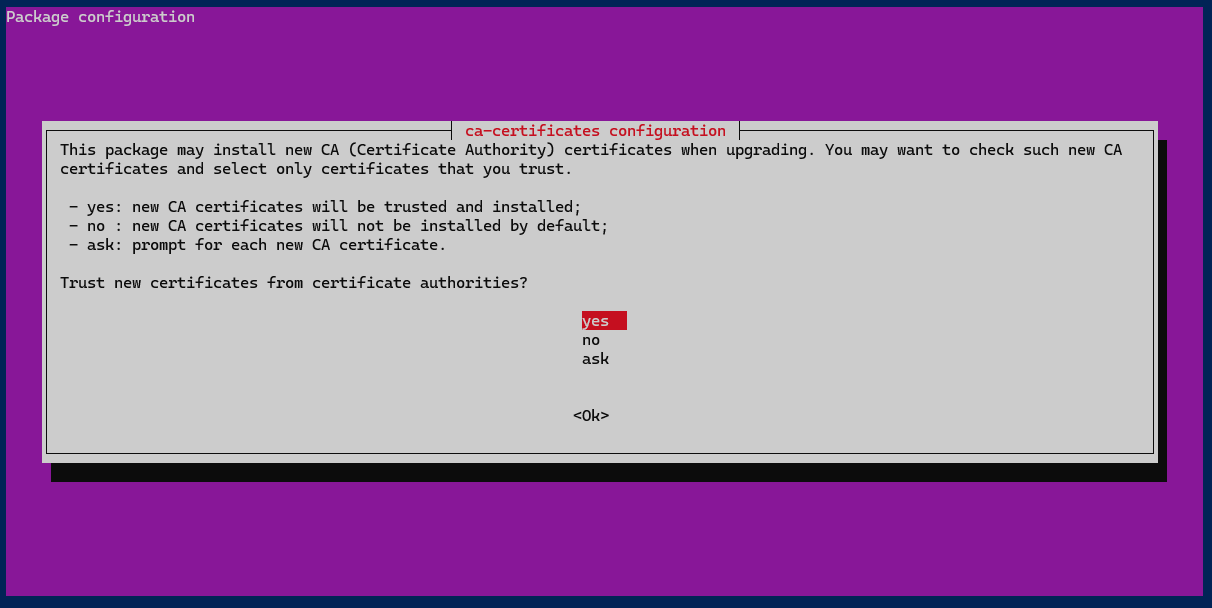 Package configuration
ca-certificates configuration
This package may install new CA (Certificate Authority) certificates when upgrading. You may want to check such new CA
certificates and select only certificates that you trust.
- yes: new CA certificates will be trusted and installed;
- no : new CA certificates will not be installed by default;
- ask: prompt for each new CA certificate.
Trust new certificates from certificate authorities?
yes
no
ask
<Ok>